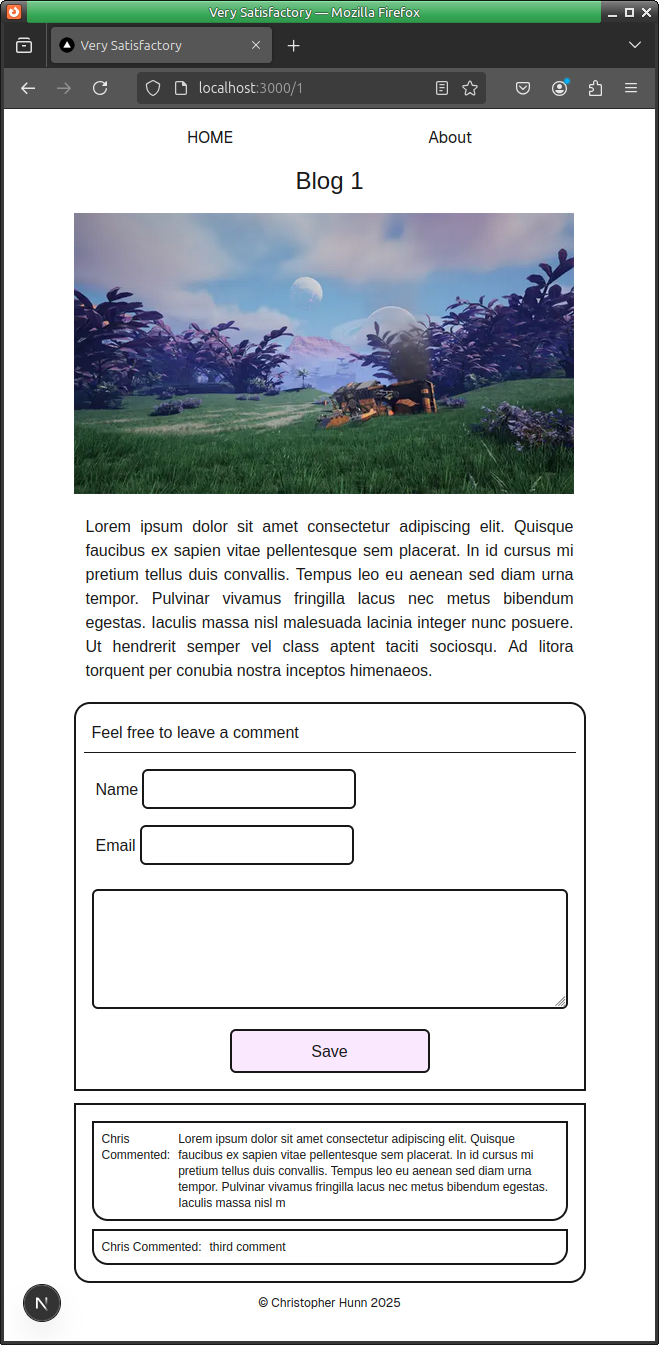 Very Satisfactory — Mozilla Firefox
Very Satisfactory
localhost:3000/1
HOME About
Blog 1
Lorem ipsum dolor sit amet consectetur adipiscing elit. Quisque
faucibus ex sapien vitae pellentesque sem placerat. In id cursus mi
pretium tellus duis convallis. Tempus leo eu aenean sed diam urna
tempor. Pulvinar vivamus fringilla lacus nec metus bibendum
egestas. Iaculis massa nisl malesuada lacinia integer nunc posuere.
Ut hendrerit semper vel class aptent taciti sociosqu. Ad litora
torquent per conubia nostra inceptos himenaeos.
Feel free to leave a comment
Name
Email
Save
Chris
Commented:
Lorem ipsum dolor sit amet consectetur adipiscing elit. Quisque
faucibus ex sapien vitae pellentesque sem placerat. In id cursus mi
pretium tellus duis convallis. Tempus leo eu aenean sed diam urna
tempor. Pulvinar vivamus fringilla lacus nec metus bibendum egestas.
Iaculis massa nisl m
Chris Commented: third comment
N
© Christopher Hunn 2025